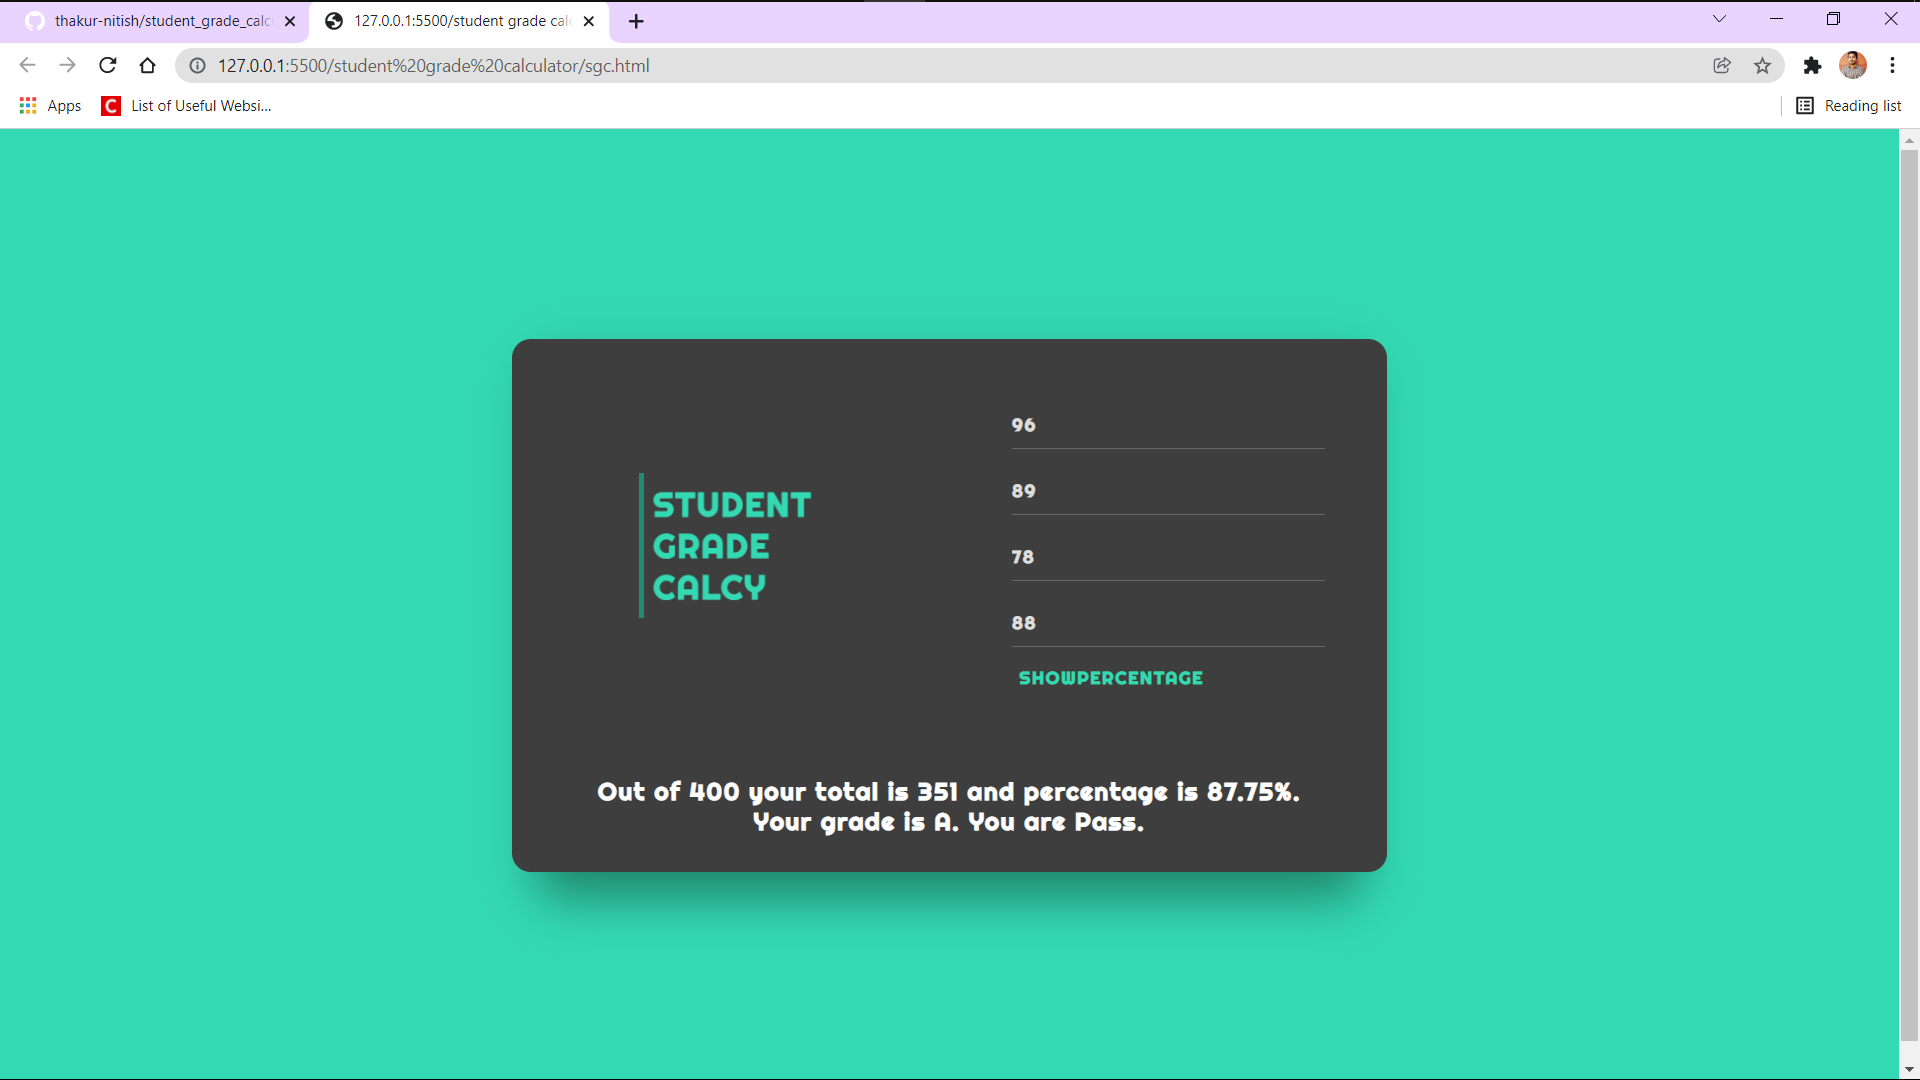 thakur-nitish/student_grade_calc
127.0.0.1:5500/student grade cal
127.0.0.1:5500/student%20grade%20calculator/sgc.html
Apps
C
List of Useful Websi...
Reading list
STUDENT
GRADE
CALCY
96
89
78
88
SHOWPERCENTAGE
Out of 400 your total is 351 and percentage is 87.75%.
Your grade is A. You are Pass.